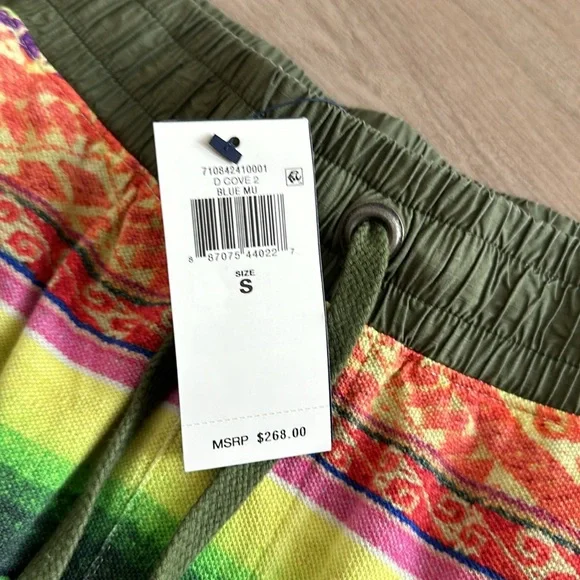 710842410001
D COVE 2
BLUE MU
8 87075 44022 7
SIZE
S
MSRP $268.00